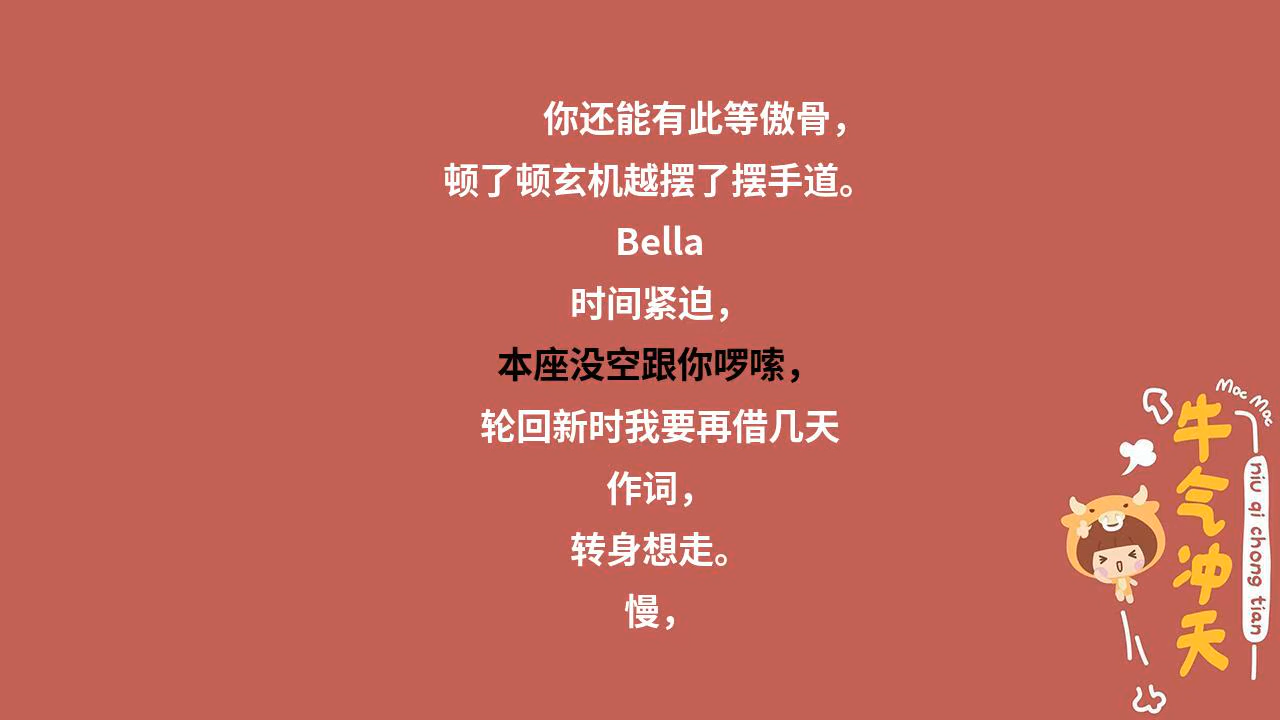 你还能有此等傲骨，
顿了顿玄机越摆了摆手道。
Bella
时间紧迫，
本座没空跟你啰嗦，
轮回新时我要再借几天
作词，
转身想走。
慢，
Moc Moc
牛气冲天
niu qi chong tian